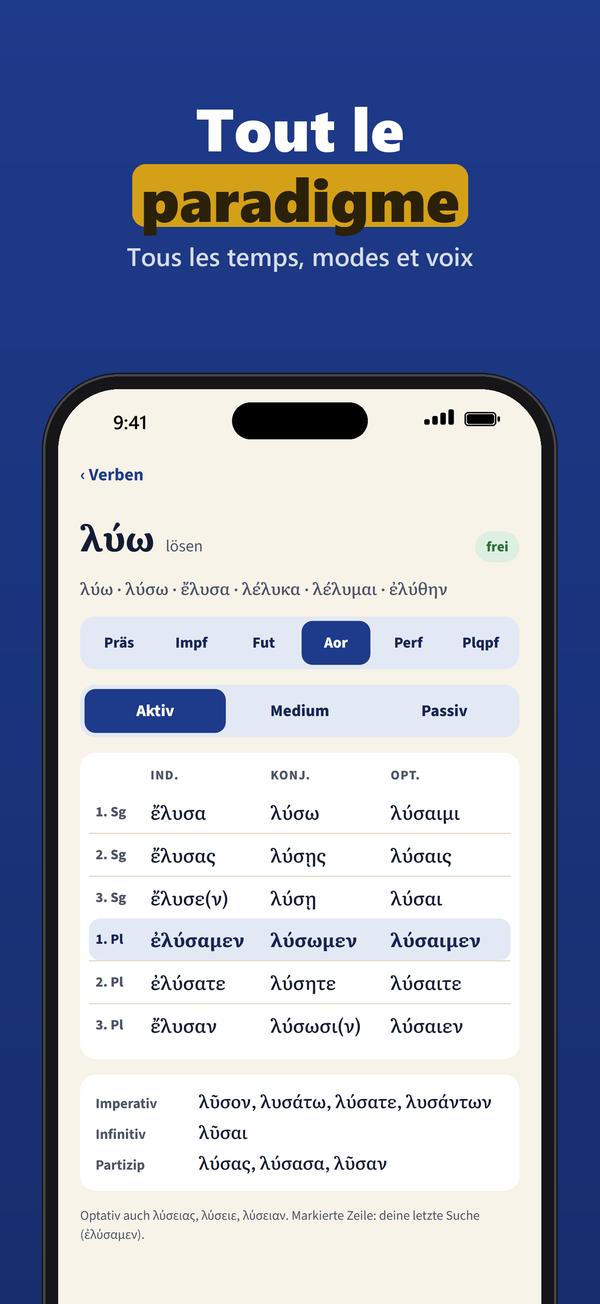 Tout le
paradigme
Tous les temps, modes et voix
9:41
‹ Verben
λύω lösen frei
λύω · λύσω · ἔλυσα · λέλυκα · λέλυμαι · ἐλύθην
Präs Impf Fut Aor Perf Plqpf
Aktiv Medium Passiv
IND. KONJ. OPT.
1. Sg ἔλυσα λύσω λύσαιμι
2. Sg ἔλυσας λύσῃς λύσαις
3. Sg ἔλυσε(ν) λύσῃ λύσαι
1. Pl ἐλύσαμεν λύσωμεν λύσαιμεν
2. Pl ἐλύσατε λύσητε λύσαιτε
3. Pl ἔλυσαν λύσωσι(ν) λύσαιεν
Imperativ λῦσον, λυσάτω, λύσατε, λυσάντων
Infinitiv λῦσαι
Partizip λύσας, λύσασα, λῦσαν
Optativ auch λύσειας, λύσειε, λύσειαν. Markierte Zeile: deine letzte Suche
(ἐλύσαμεν).